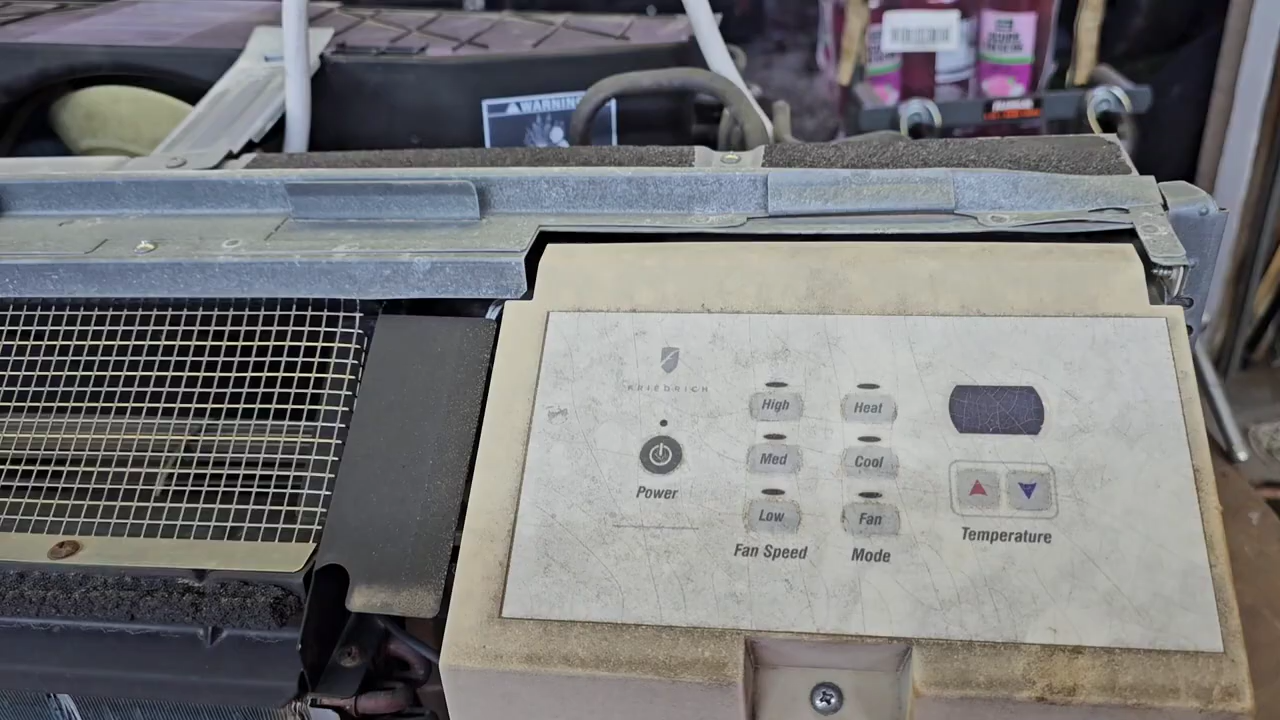 WARNING
FRIEDRICH
Power
High
Med
Low
Fan Speed
Heat
Cool
Fan
Mode
Temperature